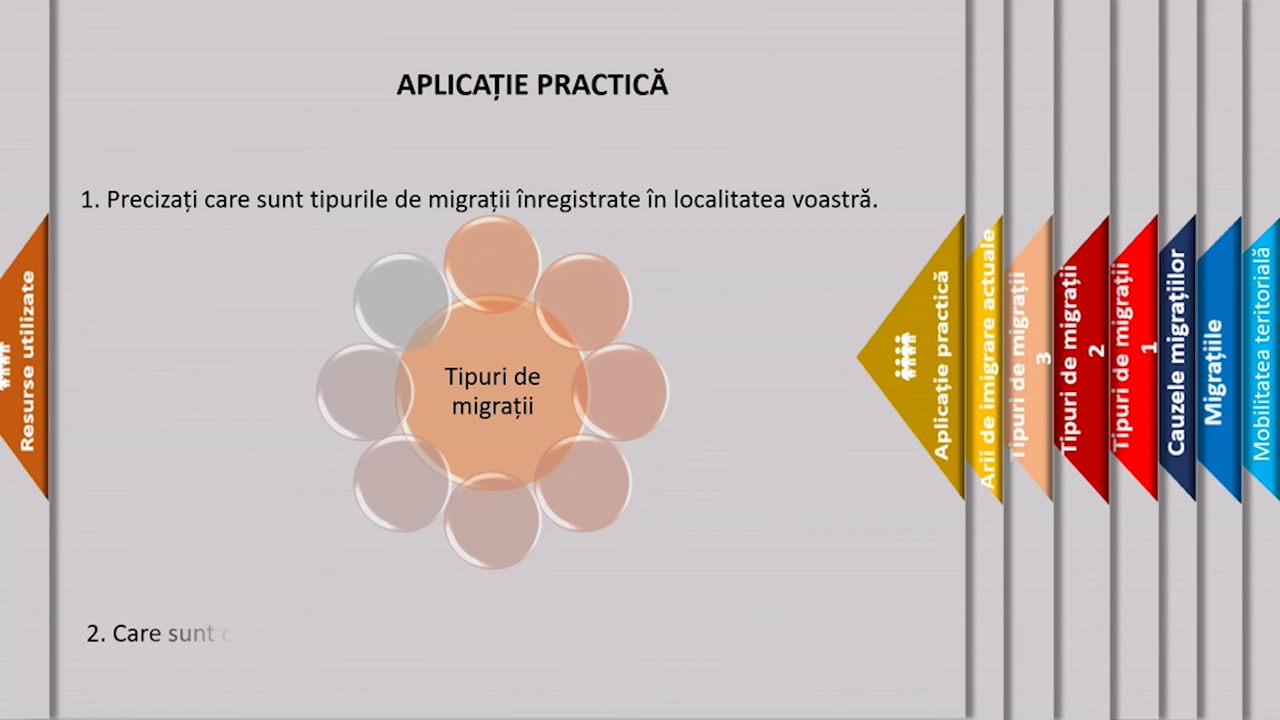 APLICAȚIE PRACTICĂ
1. Precizați care sunt tipurile de migrații înregistrate în localitatea voastră.
Tipuri de
migrații
2. Care sunt
Resurse utilizate
Aplicație practică
Arii de imigrare actuale
Tipuri de migrații
3
Tipuri de migrații
2
Tipuri de migrații
1
Cauzele migrațiilor
Migrațiile
Mobilitatea teritorială